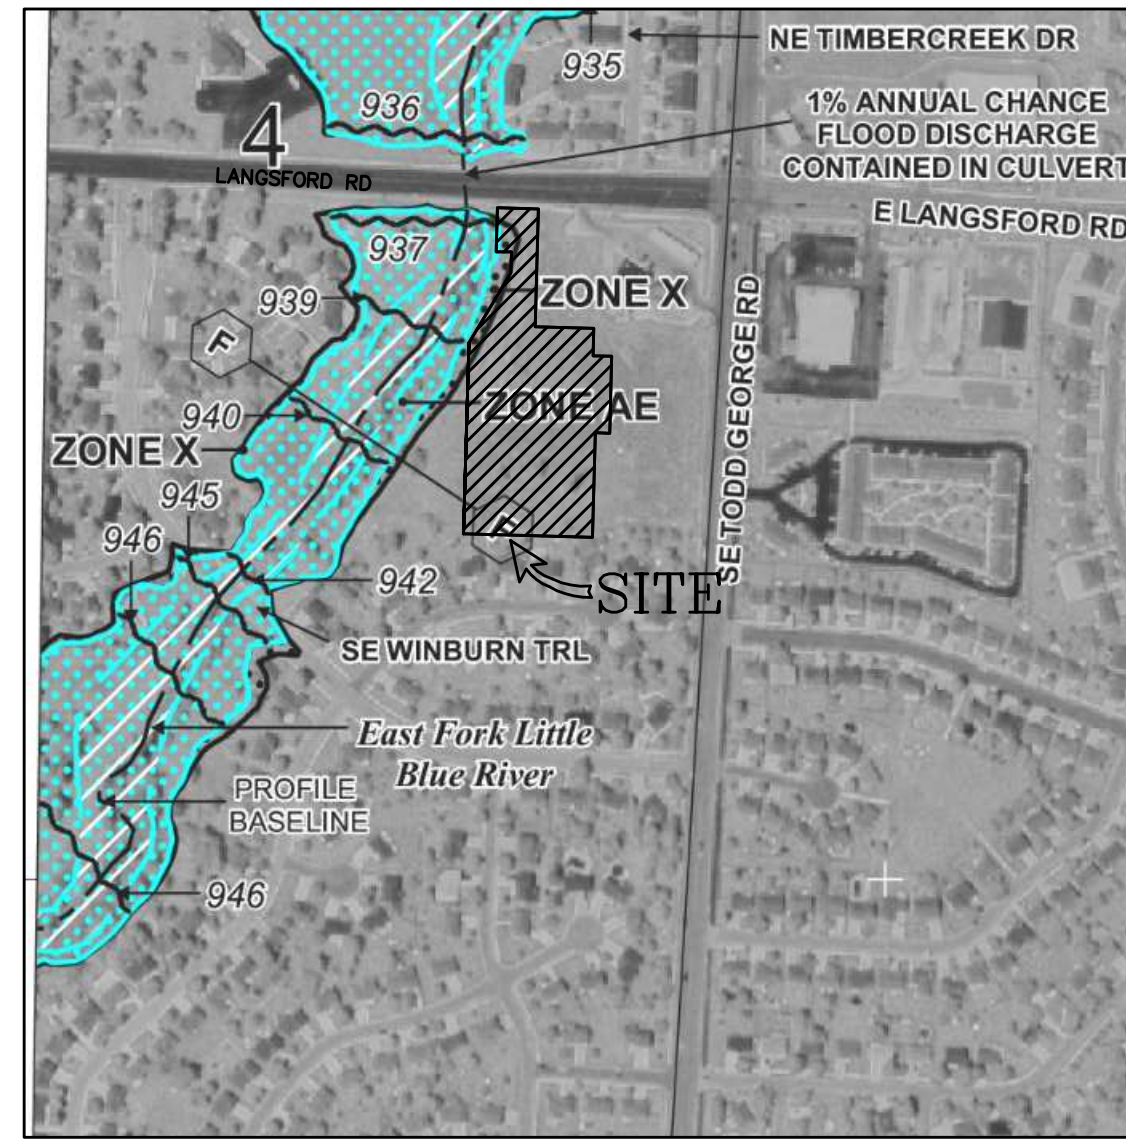 NE TIMBERCREEK DR
935
936
1% ANNUAL CHANCE
FLOOD DISCHARGE
CONTAINED IN CULVERT
4
LANGSFORD RD
E LANGSFORD RD
937
939
ZONE X
F
ZONE AE
940
ZONE X
SE TODD GEORGE RD
945
946
F
942
SITE
SE WINBURN TRL
East Fork Little
Blue River
PROFILE
BASELINE
946